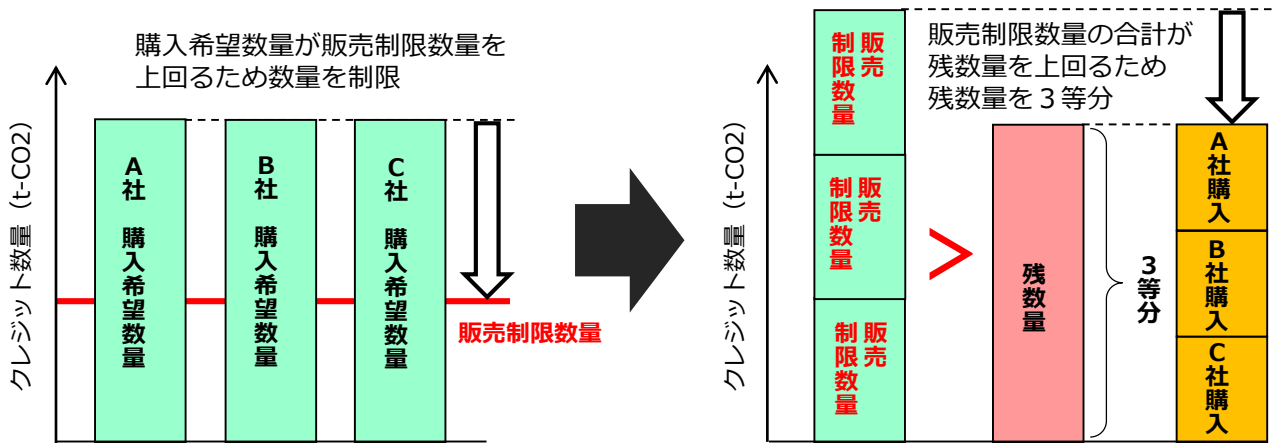 購入希望数量が販売制限数量を
上回るため数量を制限
クレジット数量（t-CO2）
A社 購入希望数量
B社 購入希望数量
C社 購入希望数量
販売制限数量
販売制限数量の合計が
残数量を上回るため
残数量を３等分
クレジット数量（t-CO2）
販売
制限数量
販売
制限数量
販売
制限数量
>
残数量
３等分
A社購入
B社購入
C社購入